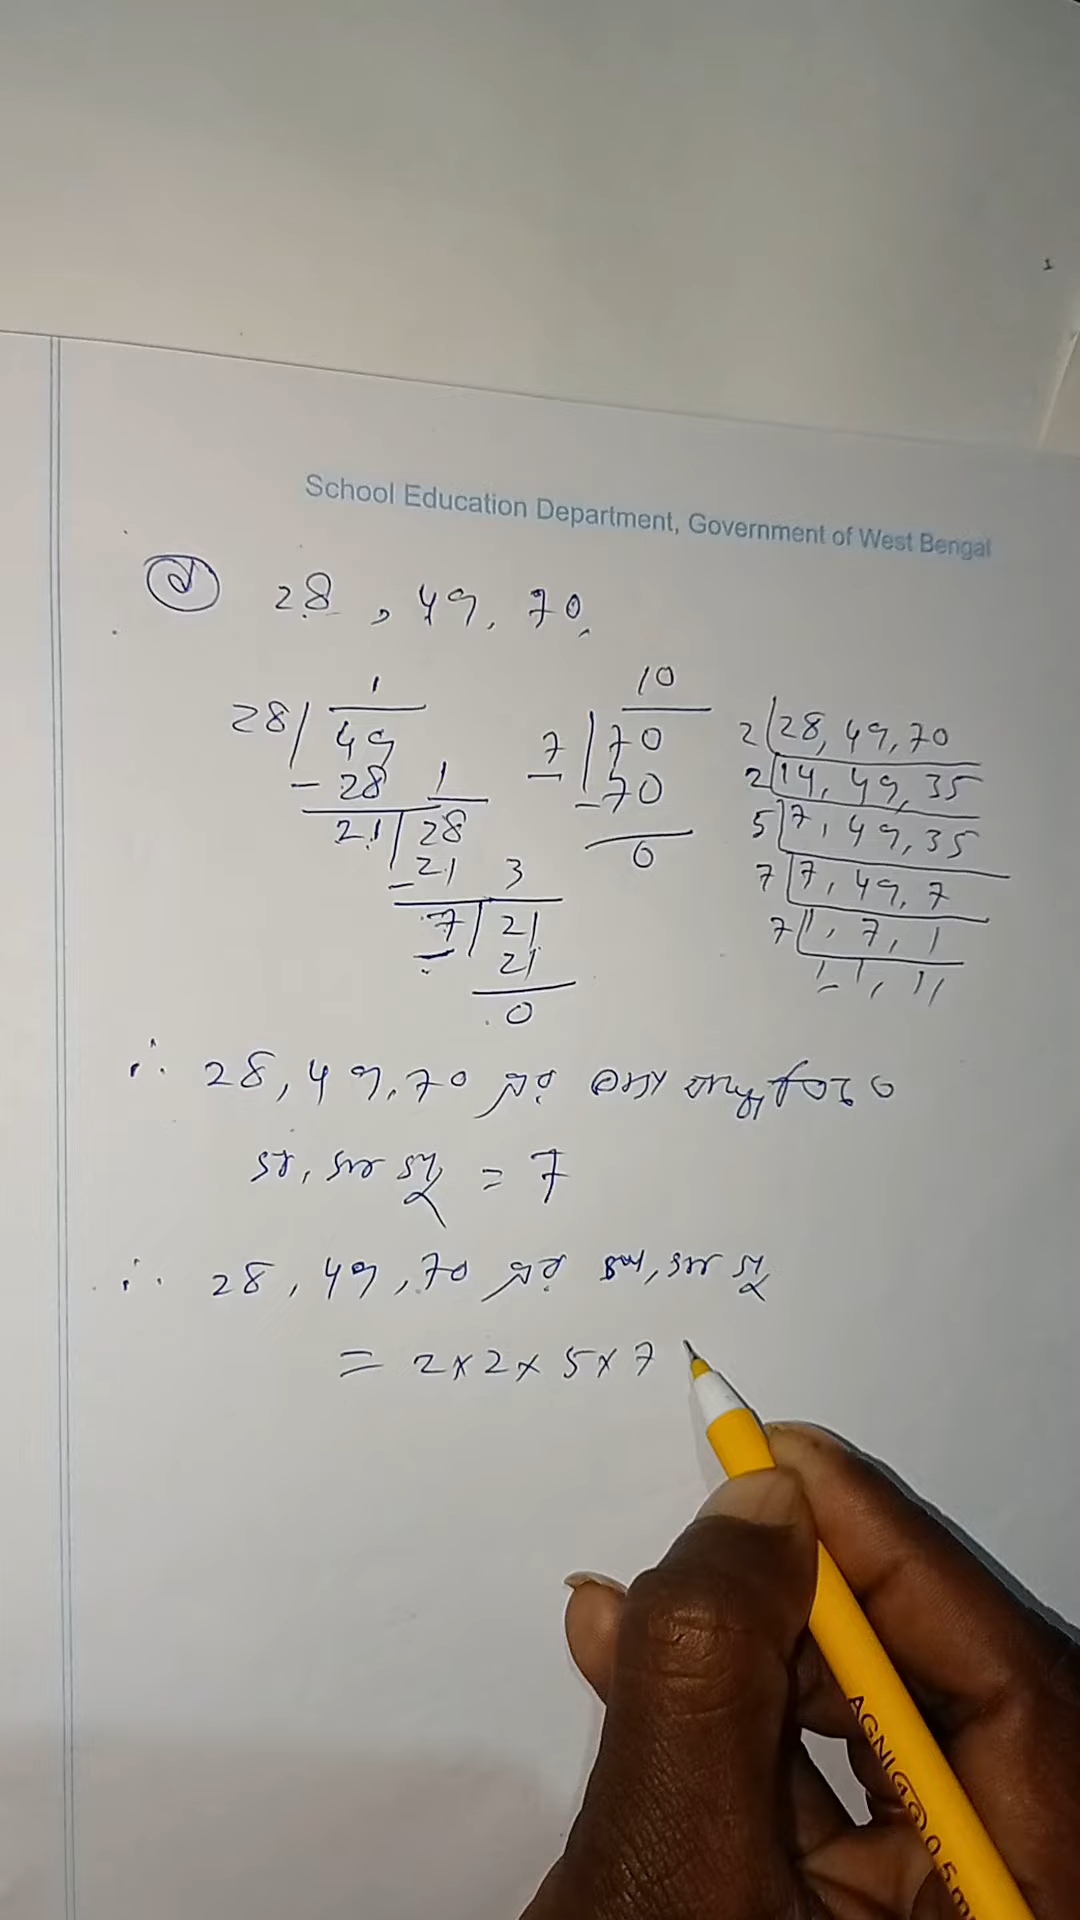 School Education Department, Government of West Bengal
28, 49, 70
1
28) 49
- 28 1
21) 28
- 21 3
7) 21
21
0
10
7) 70
- 70
0
2) 28, 49, 70
2) 14, 49, 35
5) 7, 49, 35
7) 7, 49, 7
7) 1, 7, 1
1, 1, 1
∴ 28, 49, 70 এর
গ.সা.গু = 7
∴ 28, 49, 70 এর ল.সা.গু
= 2×2×5×7
AGNI 0.5